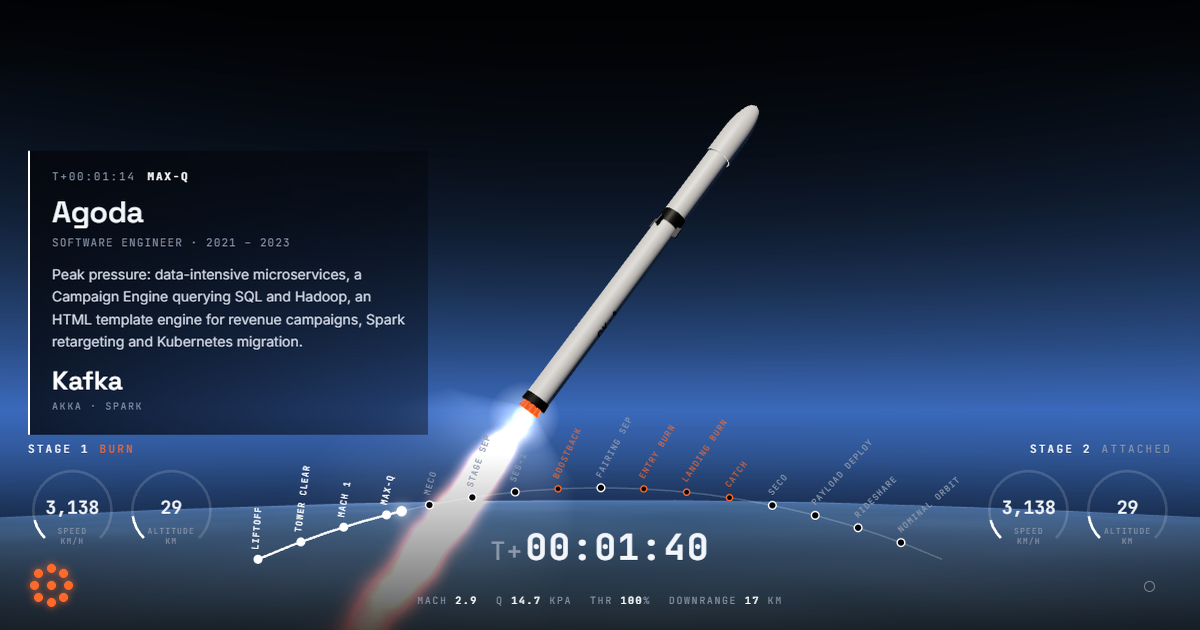 T+00:01:14 MAX-Q
Agoda
SOFTWARE ENGINEER · 2021 – 2023
Peak pressure: data-intensive microservices, a
Campaign Engine querying SQL and Hadoop, an
HTML template engine for revenue campaigns, Spark
retargeting and Kubernetes migration.
Kafka
AKKA · SPARK
STAGE 1 BURN
3,138
SPEED
KM/H
29
ALTITUDE
KM
LIFTOFF
TOWER CLEAR
MACH 1
MAX-Q
MECO
STAGE SEP
BOOSTBACK
FAIRING SEP
ENTRY BURN
LANDING BURN
CATCH
SECO
PAYLOAD DEPLOY
RIDESHARE
NOMINAL ORBIT
STAGE 2 ATTACHED
3,138
SPEED
KM/H
29
ALTITUDE
KM
T+00:01:40
MACH 2.9 Q 14.7 KPA THR 100% DOWNRANGE 17 KM